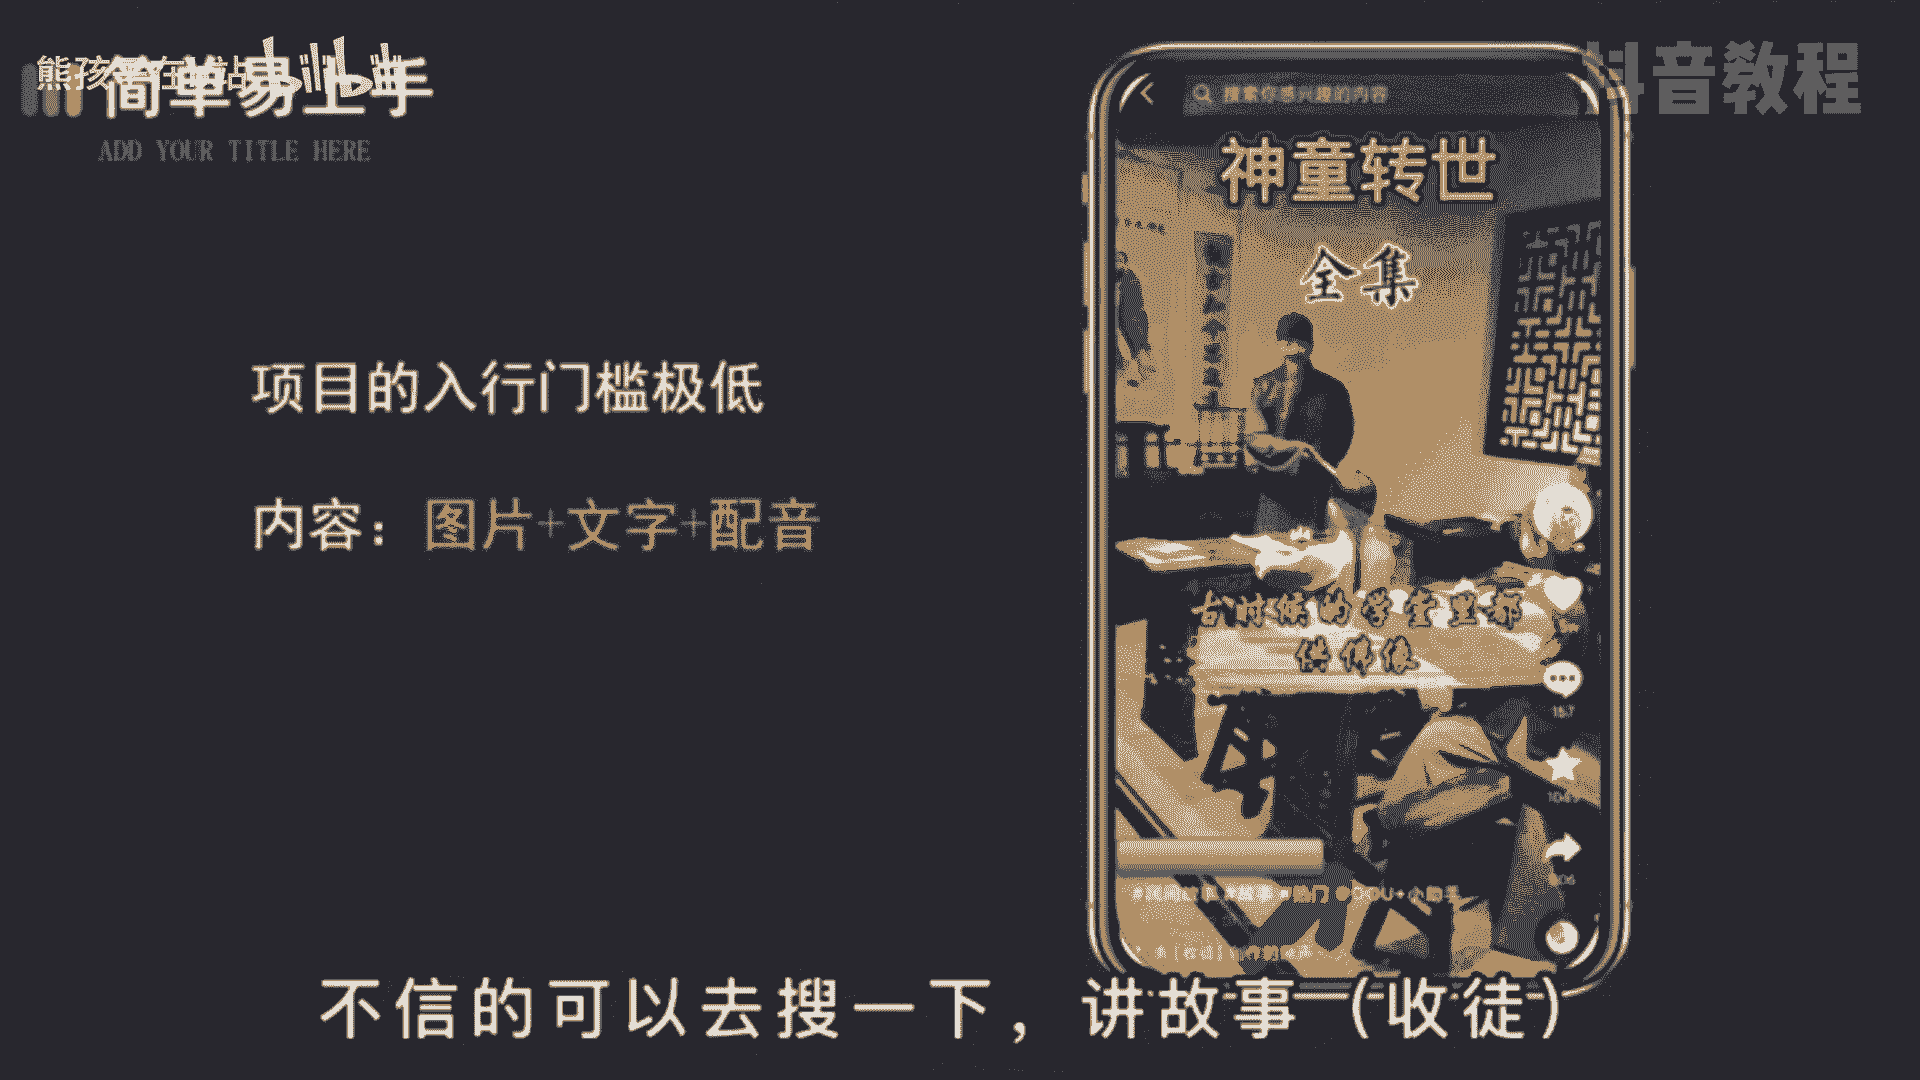 简单易上手
ADD YOUR TITLE HERE
抖音教程
搜索你感兴趣的内容
神童转世
全集
项目的入行门槛极低
内容：图片+文字+配音
古时候的学堂里都
供佛像
157
不信的可以去搜一下，讲故事（收徒）